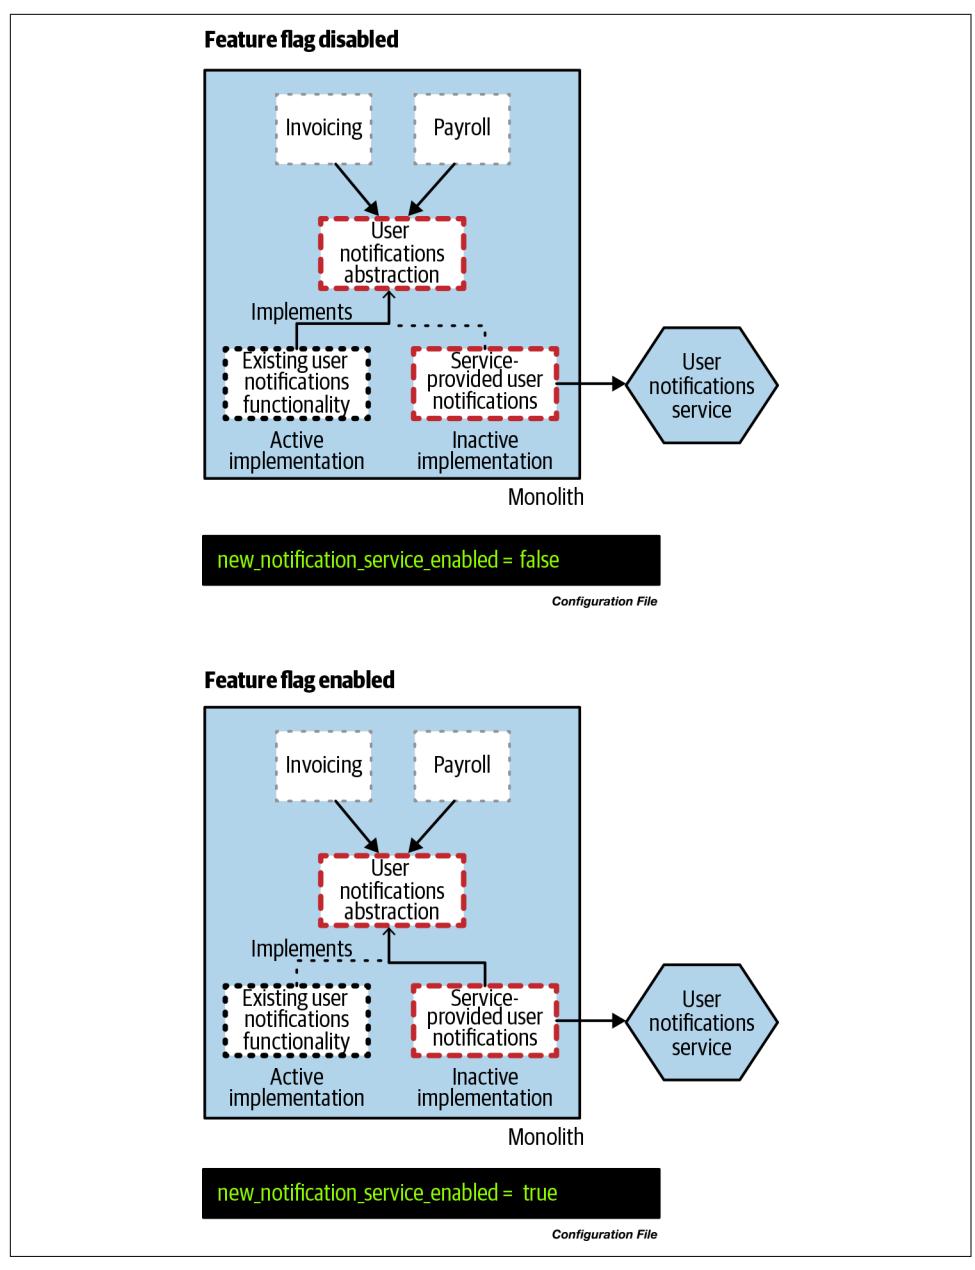 Feature flag disabled
Invoicing
Payroll
User
notifications
abstraction
Implements
Existing user
notifications
functionality
Service-
provided user
notifications
User
notifications
service
Active
implementation
Inactive
implementation
Monolith
new_notification_service_enabled = false
Configuration File
Feature flag enabled
Invoicing
Payroll
User
notifications
abstraction
Implements
Existing user
notifications
functionality
Service-
provided user
notifications
User
notifications
service
Active
implementation
Inactive
implementation
Monolith
new_notification_service_enabled = true
Configuration File